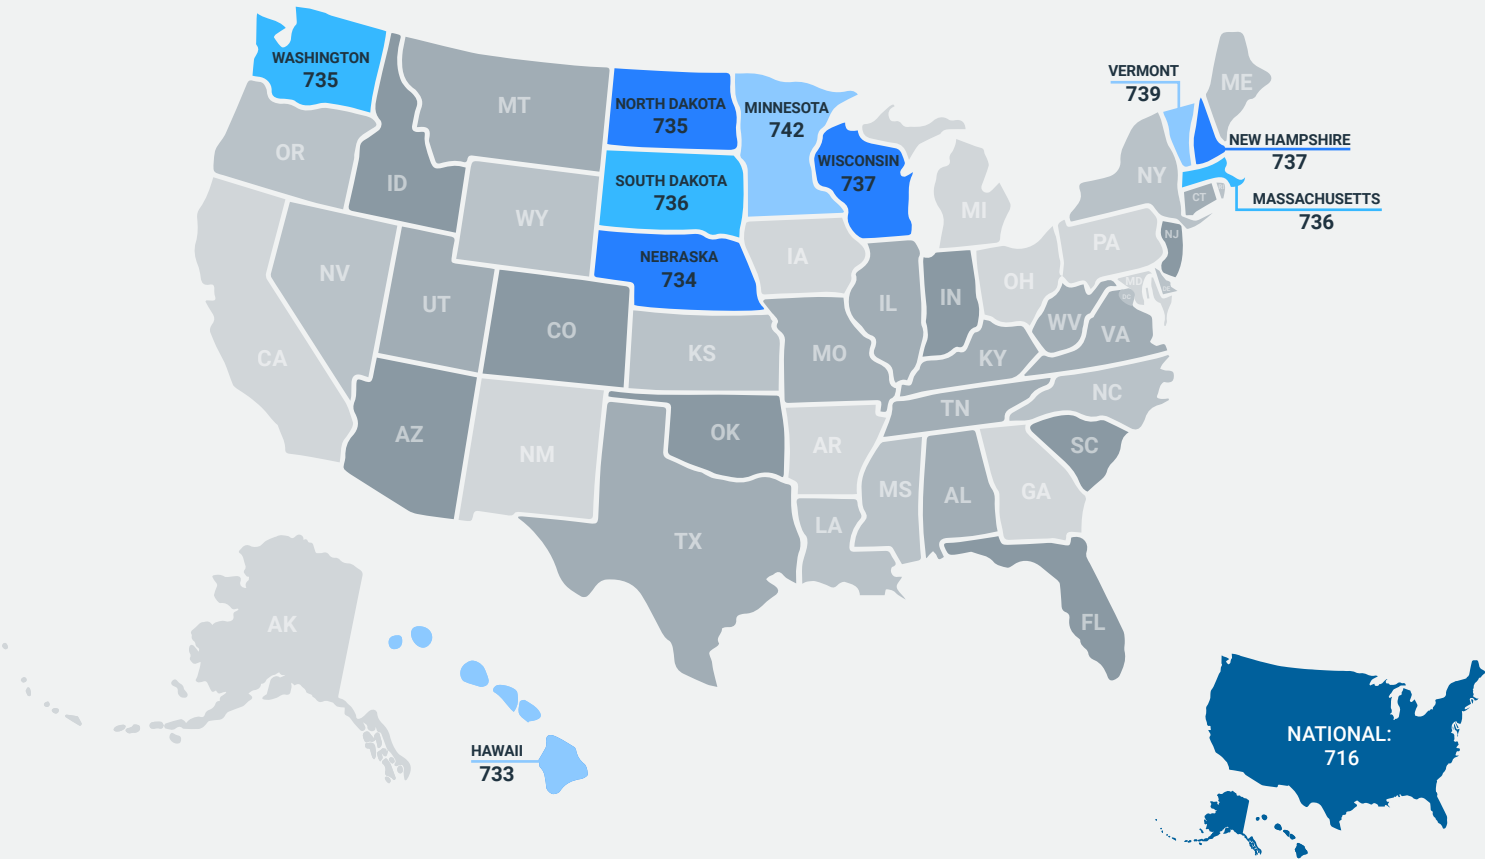 WASHINGTON
735
MT
NORTH DAKOTA
735
MINNESOTA
742
VERMONT
739
ME
OR
ID
WISCONSIN
737
NEW HAMPSHIRE
737
SOUTH DAKOTA
736
NY
CT
MASSACHUSETTS
736
WY
MI
NJ
PA
NEBRASKA
734
IA
NV
UT
OH
MD
DE
DC
IL
IN
CO
WV
VA
CA
KS
MO
KY
NC
TN
AZ
OK
NM
AR
SC
MS
AL
GA
LA
TX
AK
FL
HAWAII
733
NATIONAL:
716